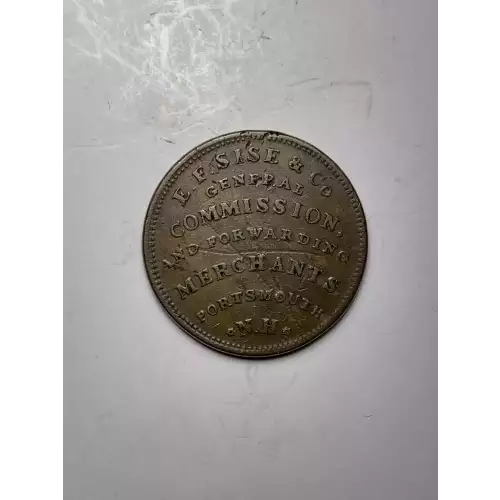 E. F. SISE & Co
GENERAL
COMMISSION,
AND FORWARDING
MERCHANTS
PORTSMOUTH
N.H